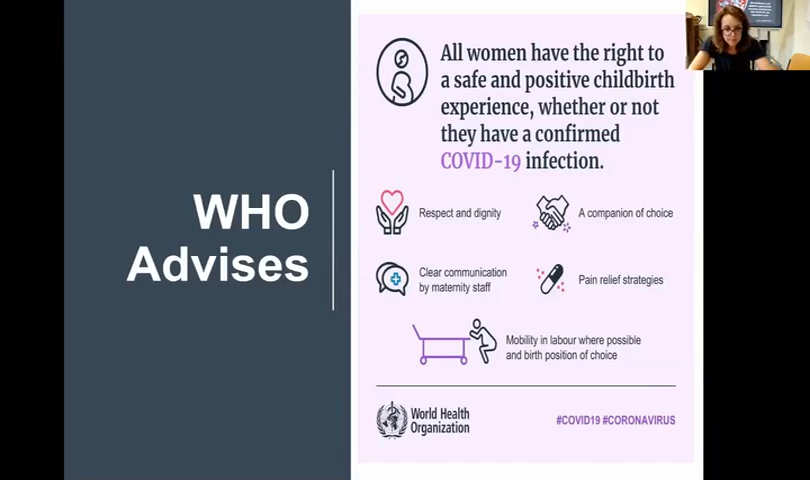 WHO
Advises
All women have the right to
a safe and positive childbirth
experience, whether or not
they have a confirmed
COVID-19 infection.
Respect and dignity
A companion of choice
Clear communication
by maternity staff
Pain relief strategies
Mobility in labour where possible
and birth position of choice
World Health
Organization
#COVID19 #CORONAVIRUS